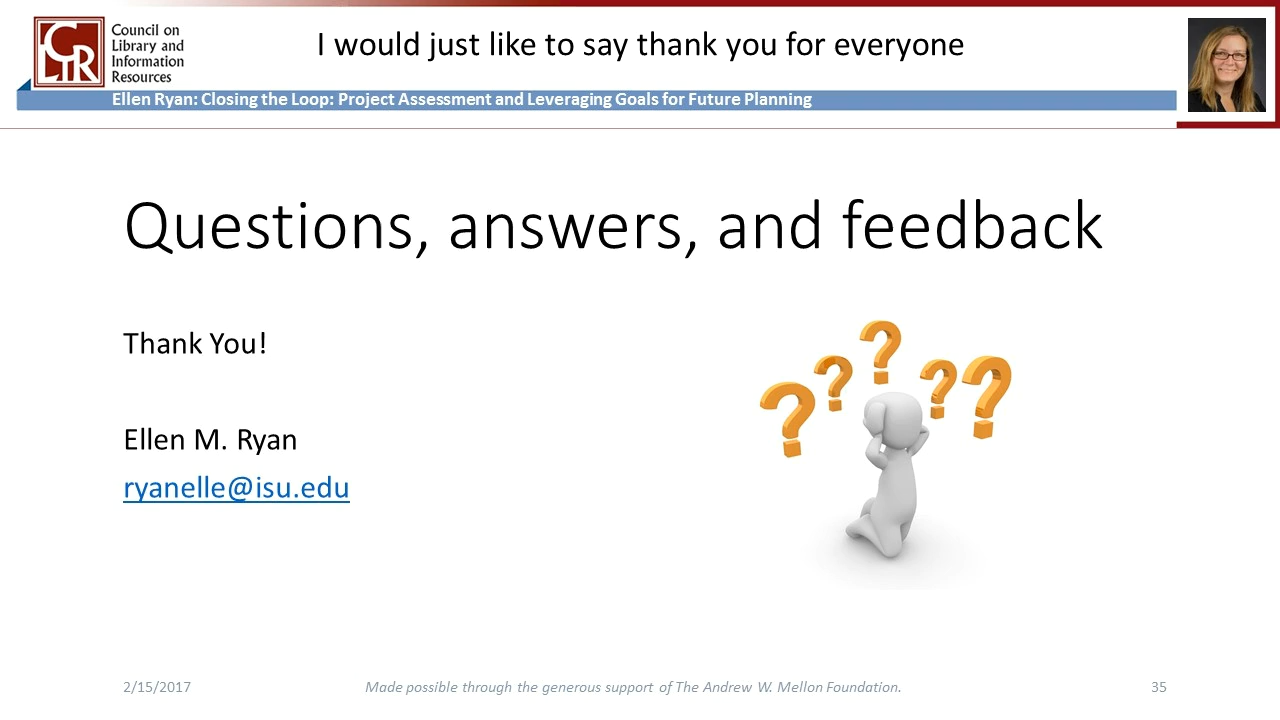 CLIR
Council on
Library and
Information
Resources
I would just like to say thank you for everyone
Ellen Ryan: Closing the Loop: Project Assessment and Leveraging Goals for Future Planning
Questions, answers, and feedback
Thank You!
Ellen M. Ryan
ryanelle@isu.edu
? ? ? ? ?
2/15/2017
Made possible through the generous support of The Andrew W. Mellon Foundation.
35